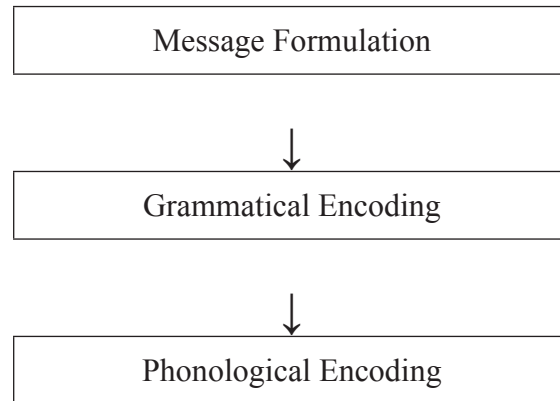 Message Formulation
Grammatical Encoding
Phonological Encoding